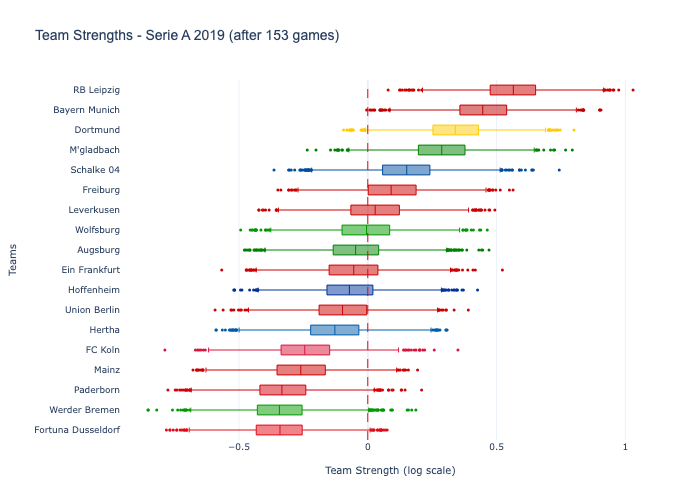 Team Strengths - Serie A 2019 (after 153 games)
RB Leipzig
Bayern Munich
Dortmund
M'gladbach
Schalke 04
Freiburg
Leverkusen
Wolfsburg
Augsburg
Ein Frankfurt
Hoffenheim
Union Berlin
Hertha
FC Koln
Mainz
Paderborn
Werder Bremen
Fortuna Dusseldorf
Teams
−0.5 0 0.5 1
Team Strength (log scale)